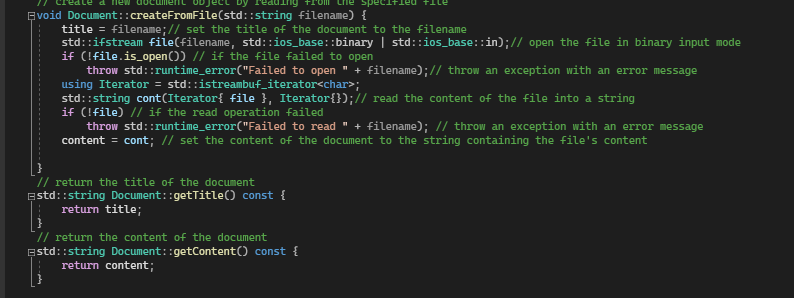 // create a new document object by reading from the specified file
void Document::createFromFile(std::string filename) {
title = filename;// set the title of the document to the filename
std::ifstream file(filename, std::ios_base::binary | std::ios_base::in);// open the file in binary input mode
if (!file.is_open()) // if the file failed to open
throw std::runtime_error("Failed to open " + filename);// throw an exception with an error message
using Iterator = std::istreambuf_iterator<char>;
std::string cont(Iterator{ file }, Iterator{});// read the content of the file into a string
if (!file) // if the read operation failed
throw std::runtime_error("Failed to read " + filename); // throw an exception with an error message
content = cont; // set the content of the document to the string containing the file's content
}
// return the title of the document
std::string Document::getTitle() const {
return title;
}
// return the content of the document
std::string Document::getContent() const {
return content;
}